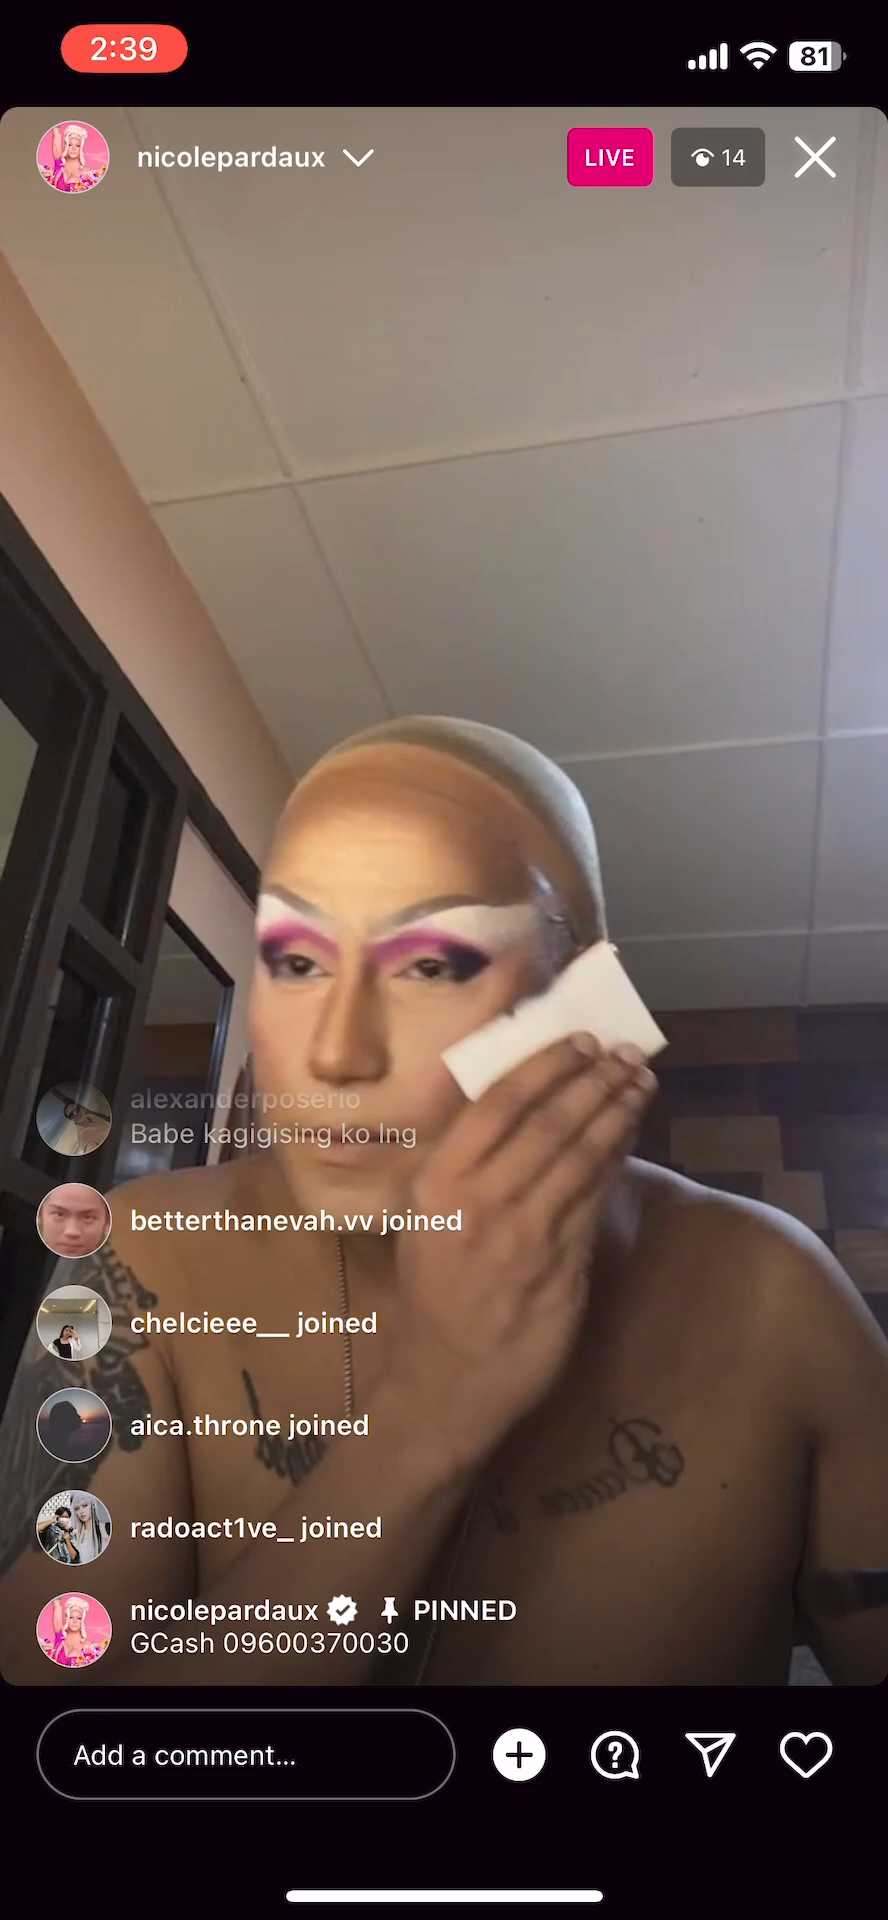 2:39
81
nicolepardaux
LIVE
14
alexanderposerio
Babe kagigising ko lng
betterthanevah.vv joined
chelcieee__ joined
aica.throne joined
radoact1ve_ joined
Dance
nicolepardaux PINNED
GCash 09600370030
Add a comment...